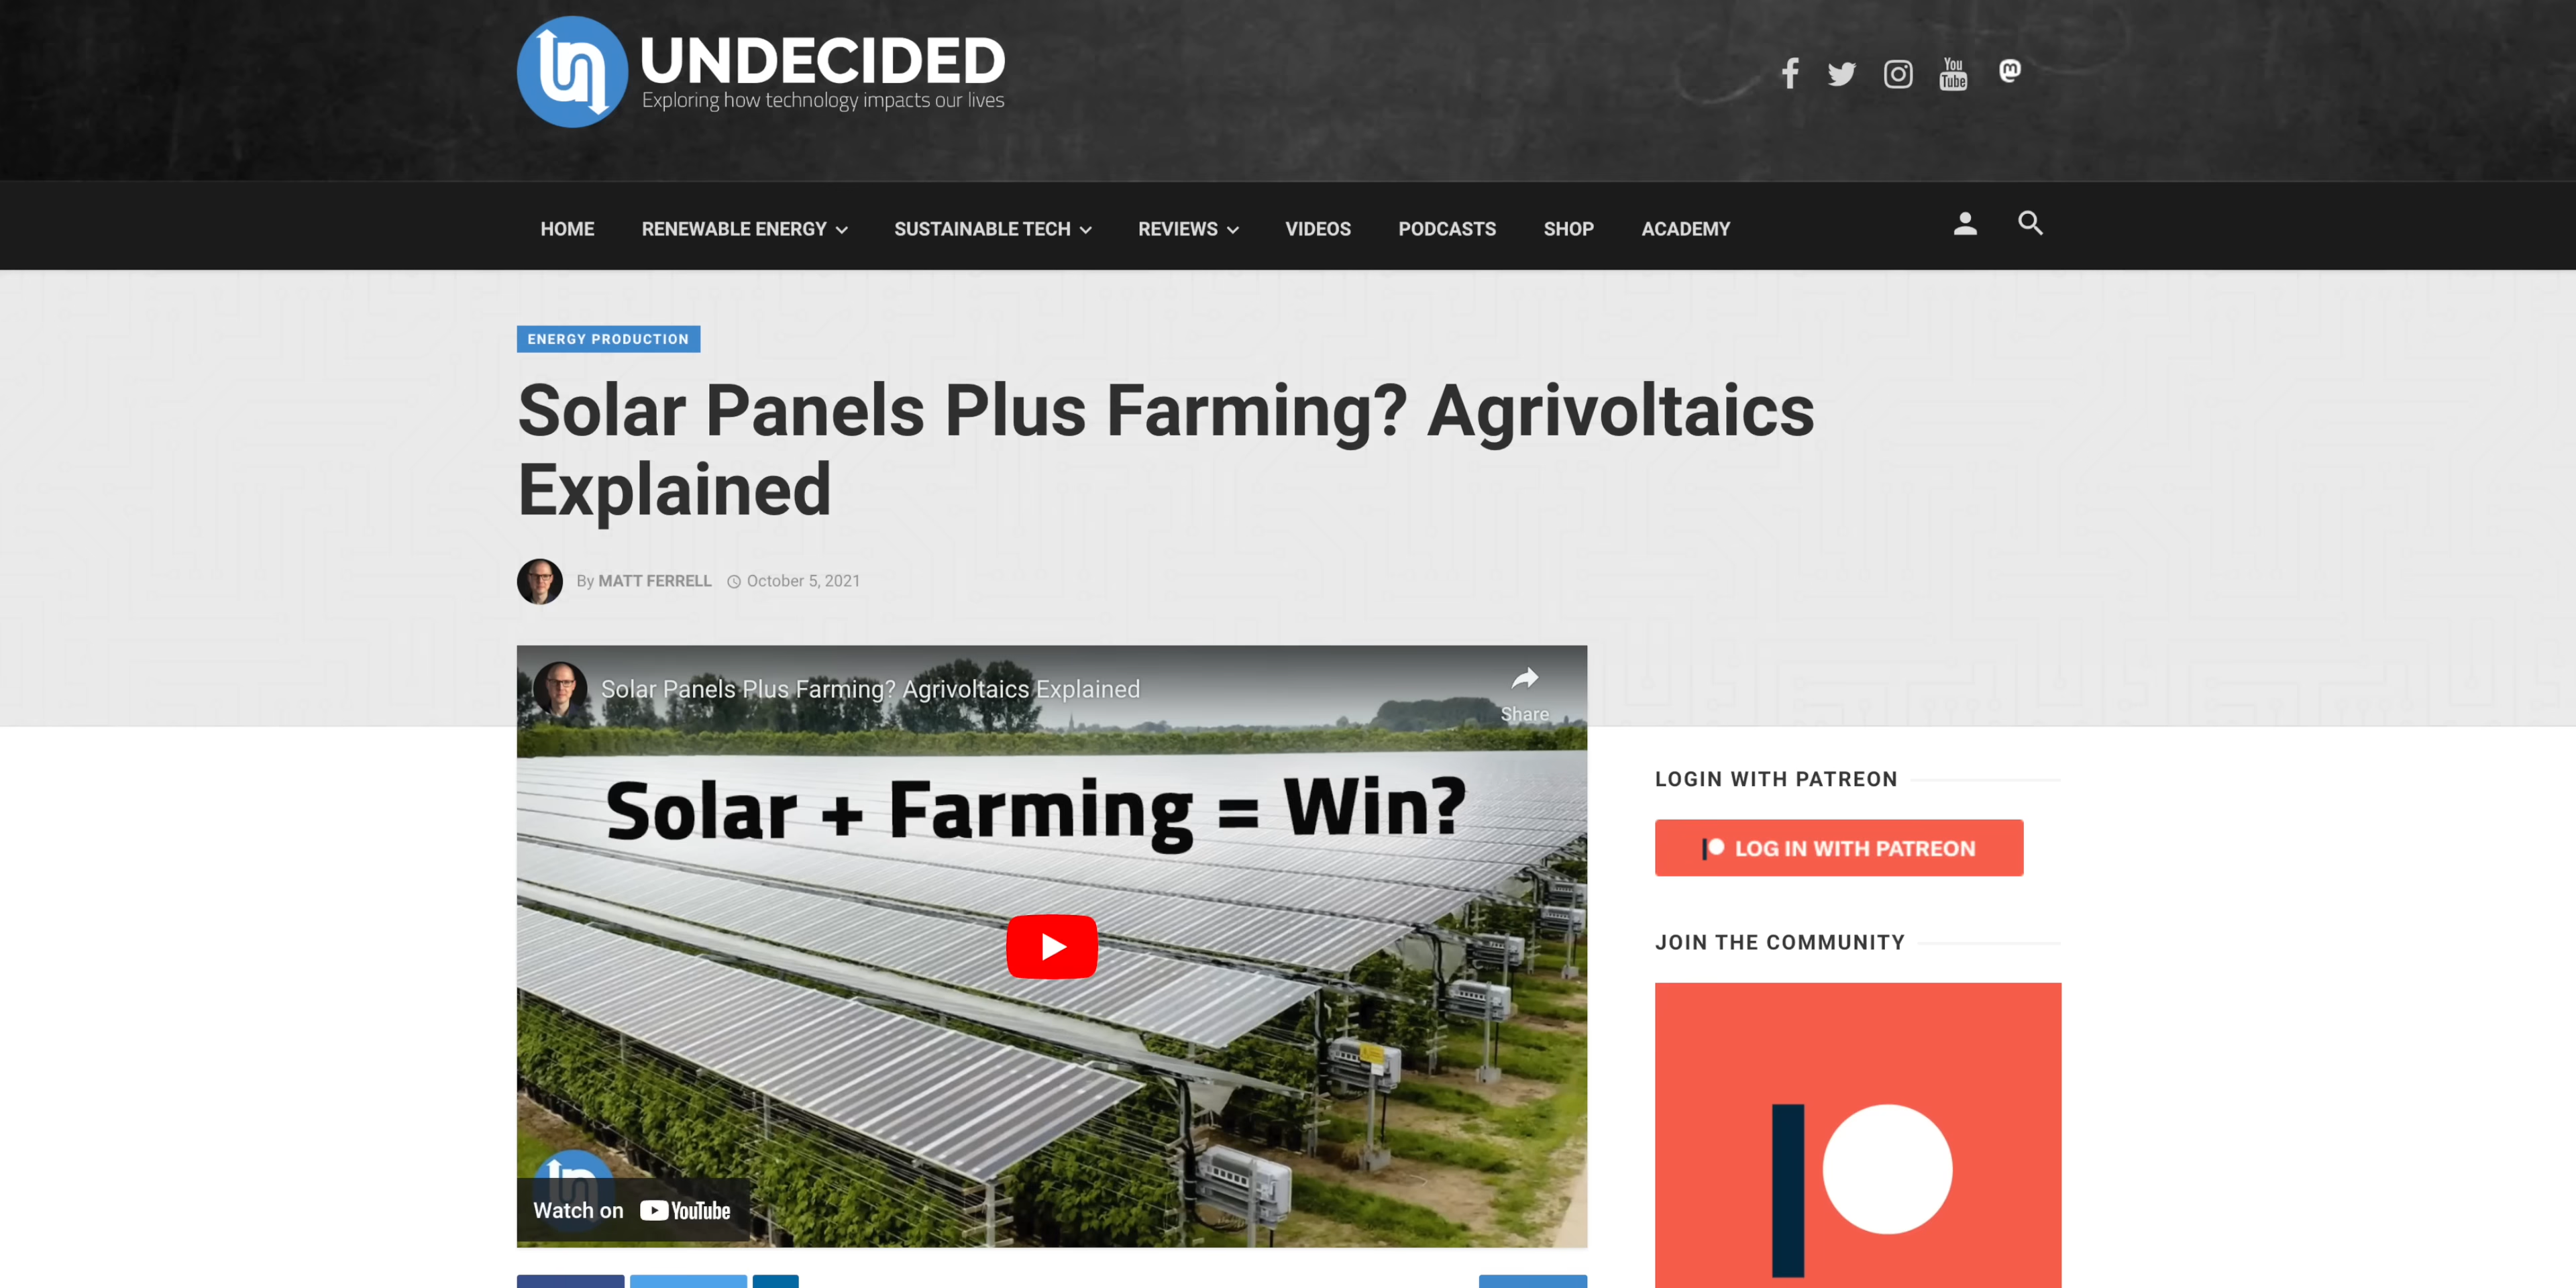 UNDECIDED
Exploring how technology impacts our lives
You
Tube
HOME RENEWABLE ENERGY SUSTAINABLE TECH REVIEWS VIDEOS PODCASTS SHOP ACADEMY
ENERGY PRODUCTION
Solar Panels Plus Farming? Agrivoltaics
Explained
By MATT FERRELL October 5, 2021
Solar Panels Plus Farming? Agrivoltaics Explained
Share
Solar + Farming = Win?
Watch on YouTube
LOGIN WITH PATREON
LOG IN WITH PATREON
JOIN THE COMMUNITY